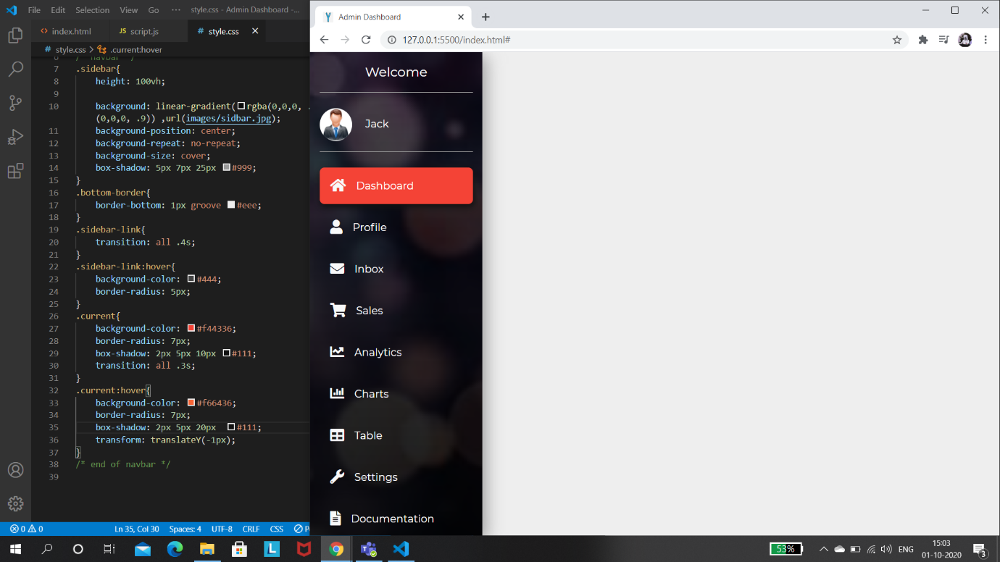 File Edit Selection View Go ··· style.css - Admin Dashboard -...
index.html script.js style.css
style.css > .current:hover
6 /* navbar */
7 .sidebar{
8 height: 100vh;
9
10 background: linear-gradient(rgba(0,0,0, .
(0,0,0, .9)) ,url(images/sidbar.jpg);
11 background-position: center;
12 background-repeat: no-repeat;
13 background-size: cover;
14 box-shadow: 5px 7px 25px #999;
15 }
16 .bottom-border{
17 border-bottom: 1px groove #eee;
18 }
19 .sidebar-link{
20 transition: all .4s;
21 }
22 .sidebar-link:hover{
23 background-color: #444;
24 border-radius: 5px;
25 }
26 .current{
27 background-color: #f44336;
28 border-radius: 7px;
29 box-shadow: 2px 5px 10px #111;
30 transition: all .3s;
31 }
32 .current:hover{
33 background-color: #f66436;
34 border-radius: 7px;
35 box-shadow: 2px 5px 20px #111;
36 transform: translateY(-1px);
37 }
38 /* end of navbar */
39
0 0 Ln 35, Col 30 Spaces: 4 UTF-8 CRLF CSS P
Admin Dashboard
127.0.0.1:5500/index.html#
Welcome
Jack
Dashboard
Profile
Inbox
Sales
Analytics
Charts
Table
Settings
Documentation
53% ENG 15:03
01-10-2020 3